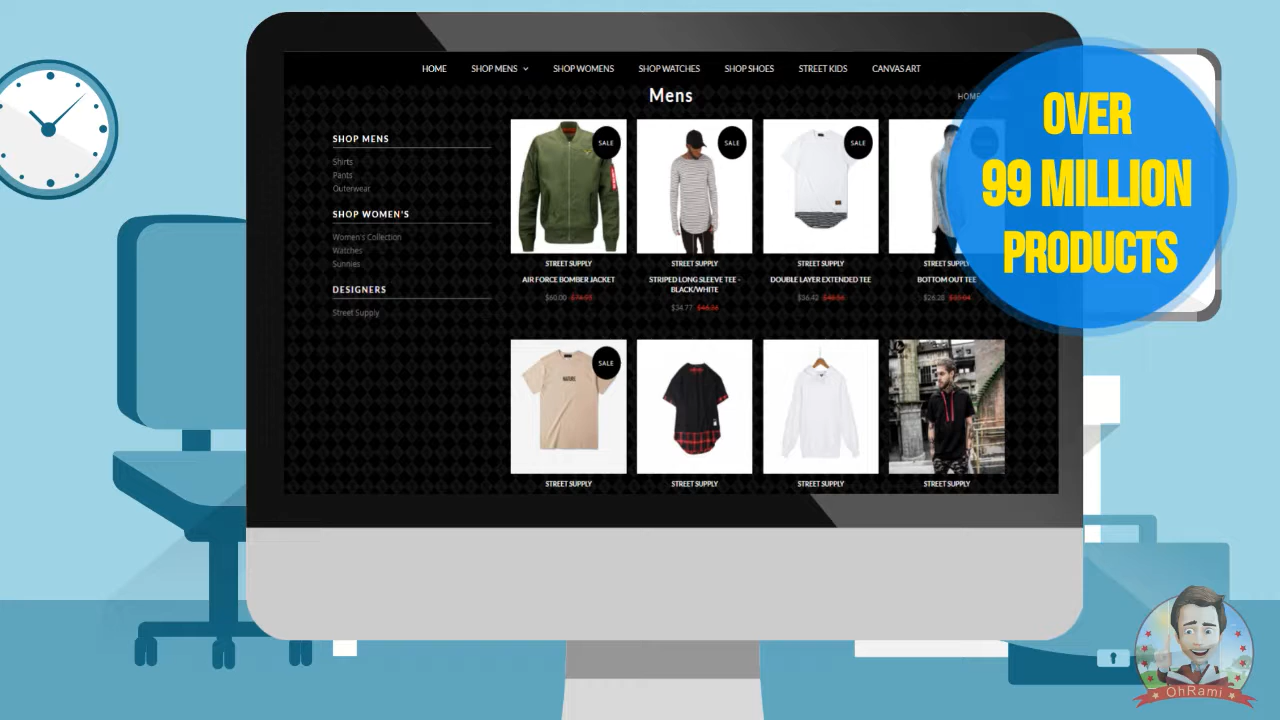 HOME SHOP MENS SHOP WOMENS SHOP WATCHES SHOP SHOES STREET KIDS CANVAS ART
Mens
HOME
OVER
99 MILLION
PRODUCTS
SHOP MENS
Shirts
Pants
Outerwear
SHOP WOMEN'S
Women's Collection
Watches
Sunnies
DESIGNERS
Street Supply
SALE SALE SALE
STREET SUPPLY STREET SUPPLY STREET SUPPLY STREET SUPPLY
AIR FORCE BOMBER JACKET
$60.00 $74.99
STRIPED LONG SLEEVE TEE -
BLACK/WHITE
$34.77
DOUBLE LAYER EXTENDED TEE
$36.42
BOTTOM OUT TEE
$26.28
SALE
NATURE
STREET SUPPLY STREET SUPPLY STREET SUPPLY STREET SUPPLY
OhRami